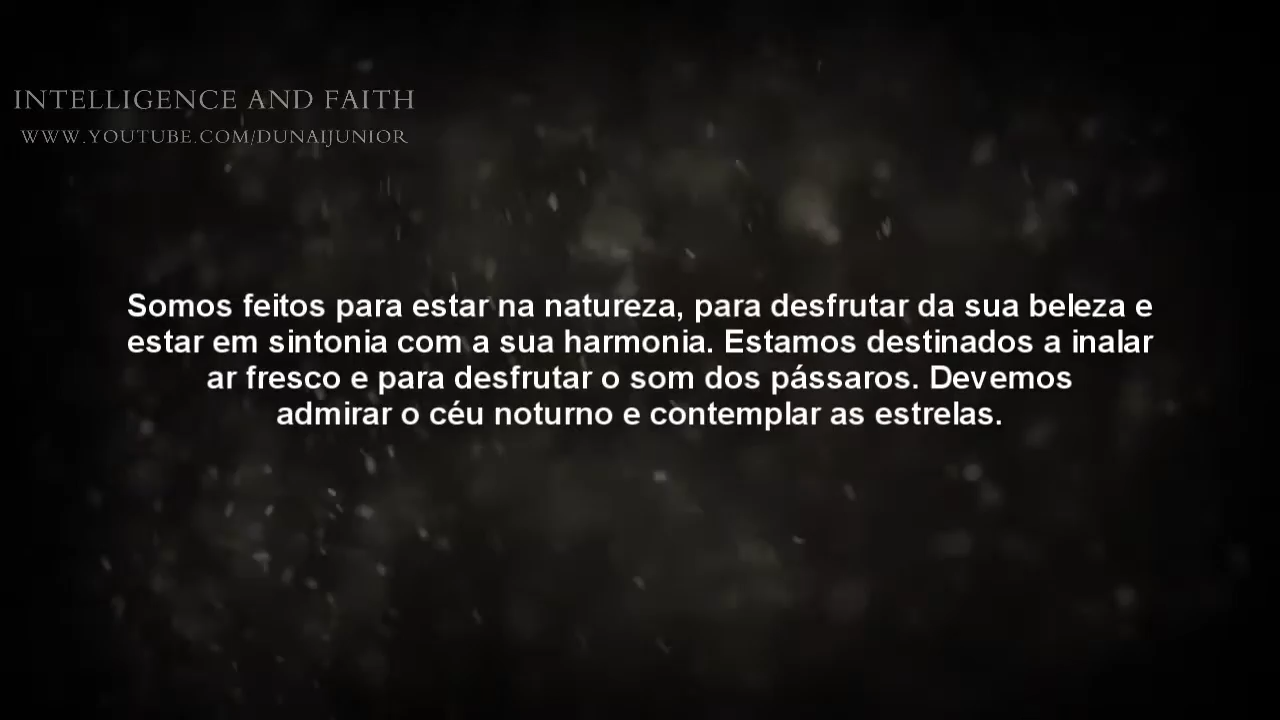 INTELLIGENCE AND FAITH
WWW.YOUTUBE.COM/DUNAIJUNIOR
Somos feitos para estar na natureza, para desfrutar da sua beleza e
estar em sintonia com a sua harmonia. Estamos destinados a inalar
ar fresco e para desfrutar o som dos pássaros. Devemos
admirar o céu noturno e contemplar as estrelas.